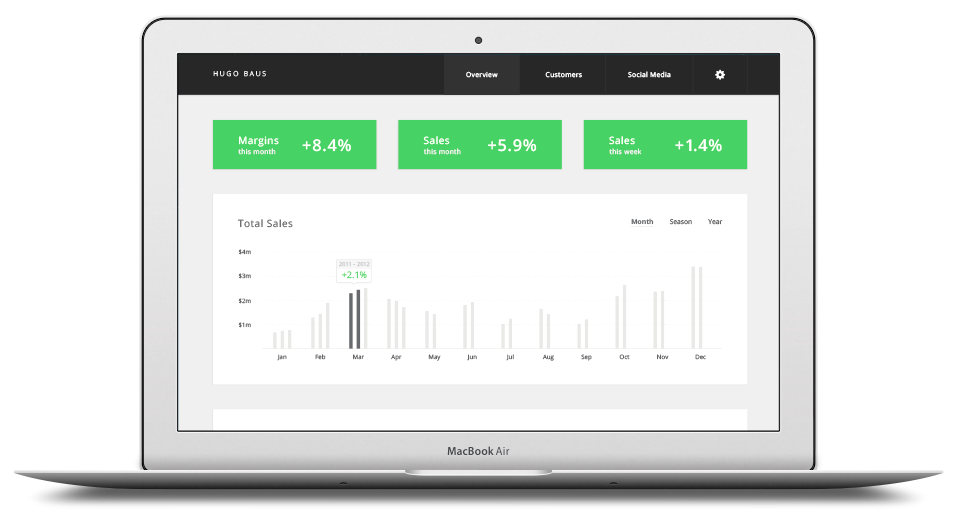 HUGO BAUS
Overview
Customers
Social Media
Margins
this month
+8.4%
Sales
this month
+5.9%
Sales
this week
+1.4%
Total Sales
Month
Season
Year
$4m
2011 - 2012
$3m
+2.1%
$2m
$1m
Jan
Feb
Mar
Apr
May
Jun
Jul
Aug
Sep
Oct
Nov
Dec
MacBook Air